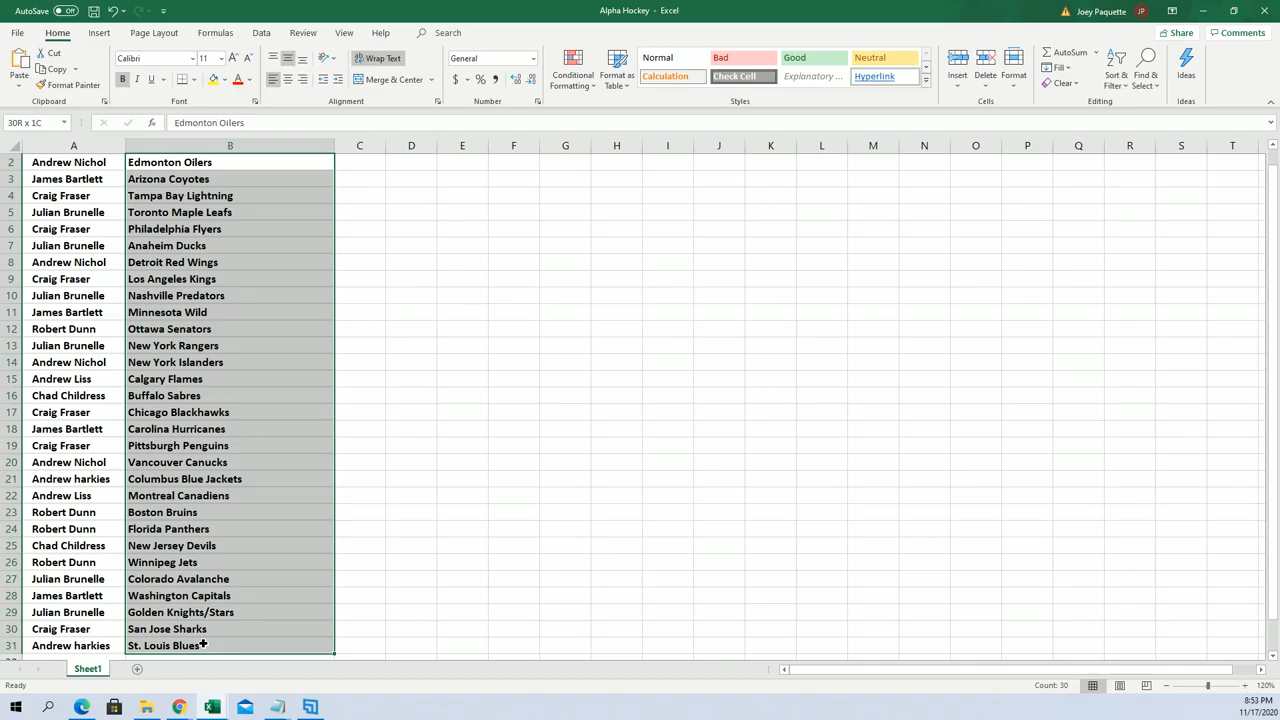 AutoSave Off Alpha Hockey - Excel Joey Paquette JP
File Home Insert Page Layout Formulas Data Review View Help Search Share Comments
Paste Cut Copy Format Painter Clipboard
Calibri 11 B I U Font
Wrap Text Merge & Center Alignment
General $ % Number
Conditional Formatting Format as Table
Normal Bad Good Neutral
Calculation Check Cell Explanatory ... Hyperlink
Styles
Insert Delete Format Cells
AutoSum Fill Clear Sort & Filter Find & Select Editing
Ideas Ideas
30R x 1C fx Edmonton Oilers
A B C D E F G H I J K L M N O P Q R S T
2 Andrew Nichol Edmonton Oilers
3 James Bartlett Arizona Coyotes
4 Craig Fraser Tampa Bay Lightning
5 Julian Brunelle Toronto Maple Leafs
6 Craig Fraser Philadelphia Flyers
7 Julian Brunelle Anaheim Ducks
8 Andrew Nichol Detroit Red Wings
9 Craig Fraser Los Angeles Kings
10 Julian Brunelle Nashville Predators
11 James Bartlett Minnesota Wild
12 Robert Dunn Ottawa Senators
13 Julian Brunelle New York Rangers
14 Andrew Nichol New York Islanders
15 Andrew Liss Calgary Flames
16 Chad Childress Buffalo Sabres
17 Craig Fraser Chicago Blackhawks
18 James Bartlett Carolina Hurricanes
19 Craig Fraser Pittsburgh Penguins
20 Andrew Nichol Vancouver Canucks
21 Andrew harkies Columbus Blue Jackets
22 Andrew Liss Montreal Canadiens
23 Robert Dunn Boston Bruins
24 Robert Dunn Florida Panthers
25 Chad Childress New Jersey Devils
26 Robert Dunn Winnipeg Jets
27 Julian Brunelle Colorado Avalanche
28 James Bartlett Washington Capitals
29 Julian Brunelle Golden Knights/Stars
30 Craig Fraser San Jose Sharks
31 Andrew harkies St. Louis Blues
Sheet1
Ready Count: 30 120%
8:53 PM
11/17/2020